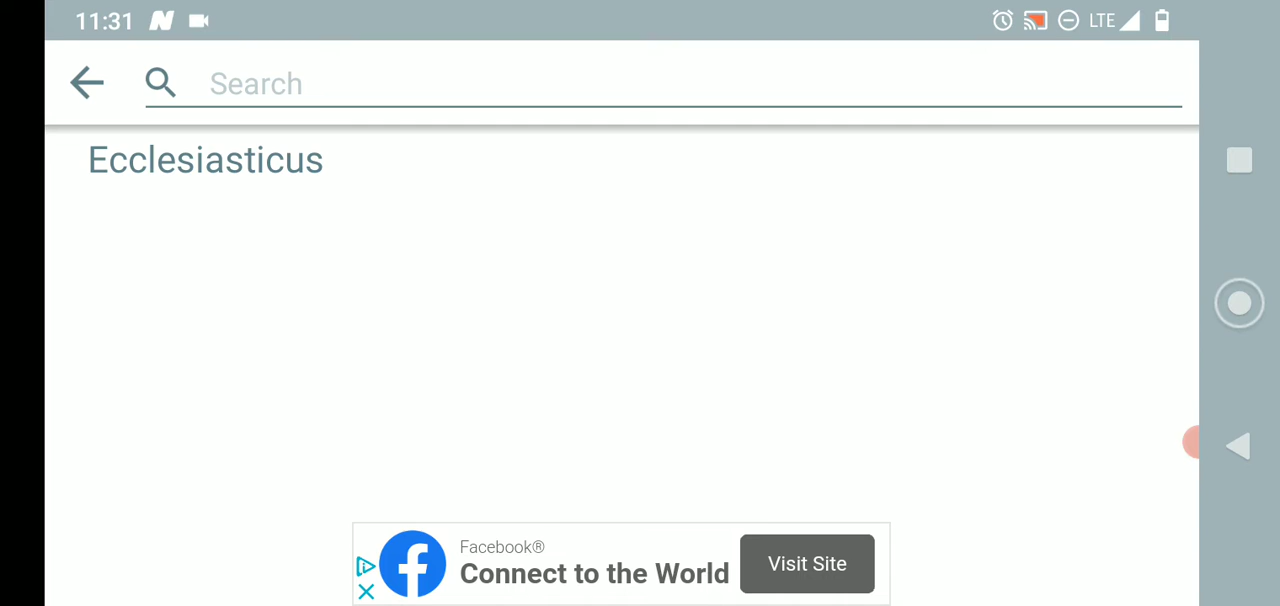 11:31 LTE
Search
Ecclesiasticus
Facebook®
Connect to the World
Visit Site